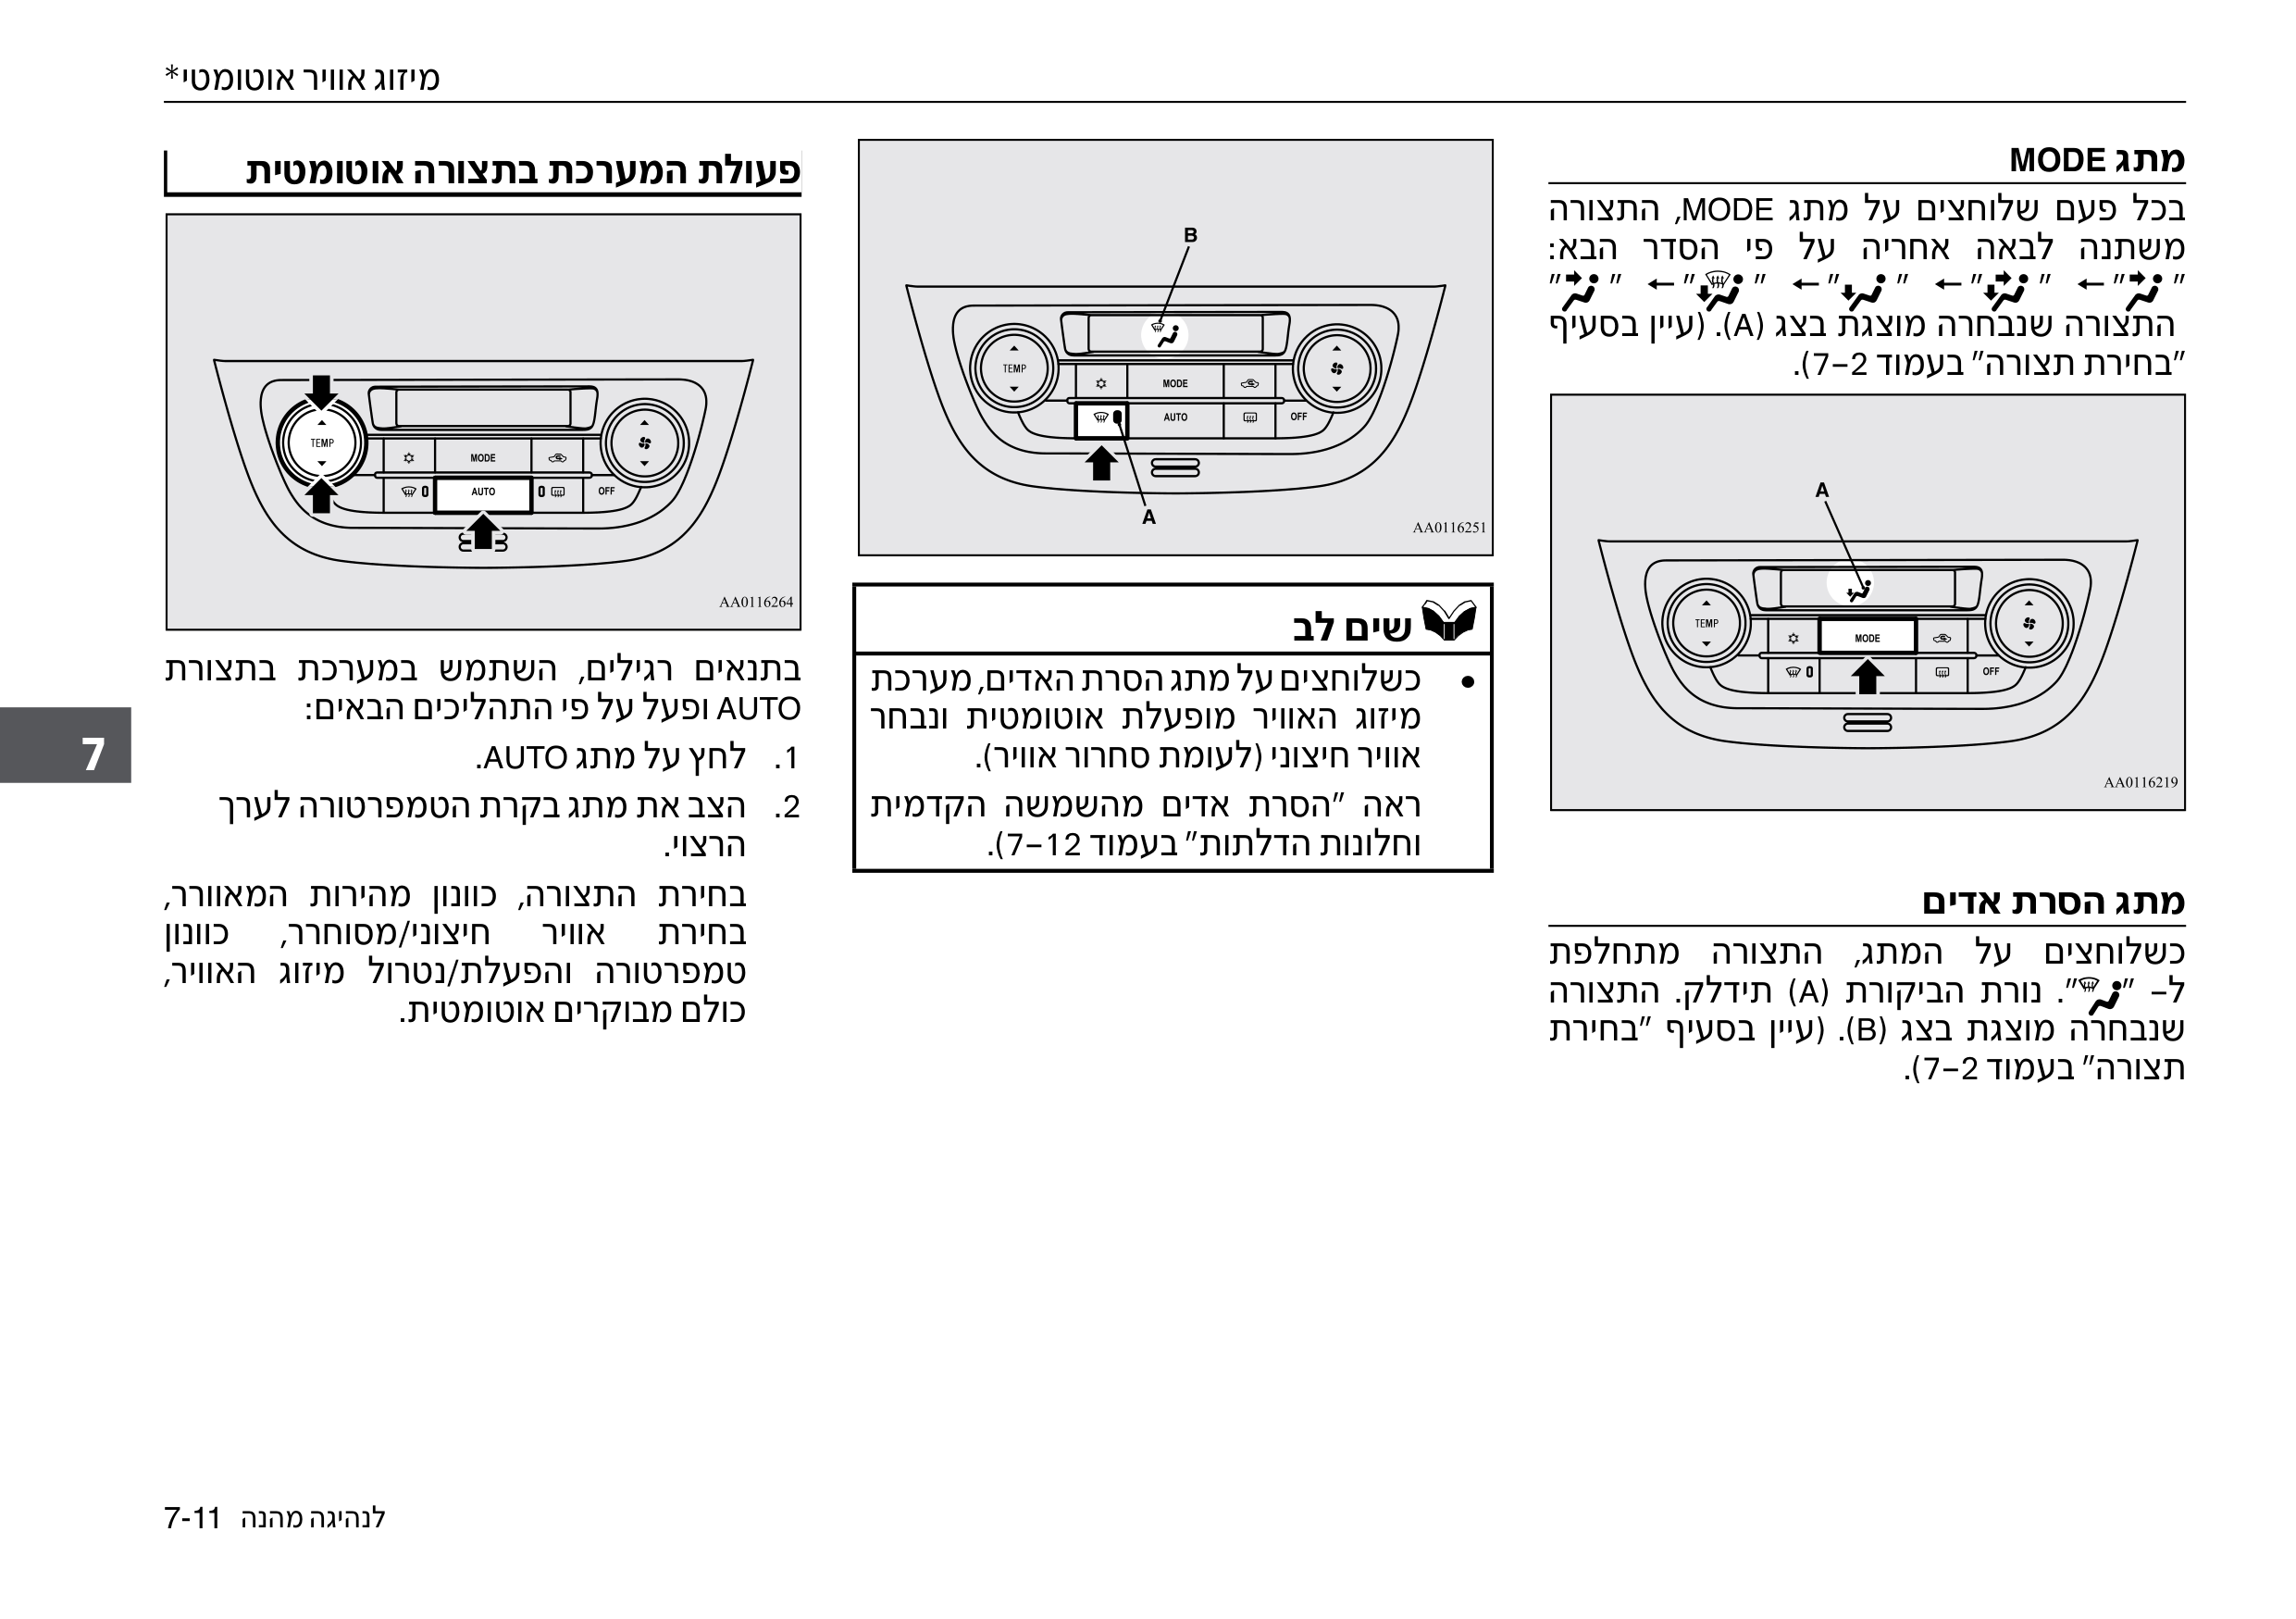 מיזוג אוויר אוטומטי*
מתג MODE
בכל פעם שלוחצים על מתג MODE, התצורה
משתנה לבאה אחריה על פי הסדר הבא:
" " ← " " ← " " ← " " ← " "
התצורה שנבחרה מוצגת בצג (A). (עיין בסעיף
"בחירת תצורה" בעמוד 7–2).
A
TEMP
MODE
OFF
AA0116219
מתג הסרת אדים
כשלוחצים על המתג, התצורה מתחלפת
ל– " ". נורת הביקורת (A) תידלק. התצורה
שנבחרה מוצגת בצג (B). (עיין בסעיף "בחירת
תצורה" בעמוד 7–2).
B
TEMP
MODE
AUTO
OFF
A
AA0116251
שים לב
• כשלוחצים על מתג הסרת האדים, מערכת
מיזוג האוויר מופעלת אוטומטית ונבחר
אוויר חיצוני (לעומת סחרור אוויר).
ראה "הסרת אדים מהשמשה הקדמית
וחלונות הדלתות" בעמוד 7–12).
פעולת המערכת בתצורה אוטומטית
TEMP
MODE
AUTO
OFF
AA0116264
בתנאים רגילים, השתמש במערכת בתצורת
AUTO ופעל על פי התהליכים הבאים:
1. לחץ על מתג AUTO.
2. הצב את מתג בקרת הטמפרטורה לערך
הרצוי.
בחירת התצורה, כוונון מהירות המאוורר,
בחירת אוויר חיצוני/מסוחרר, כוונון
טמפרטורה והפעלת/נטרול מיזוג האוויר,
כולם מבוקרים אוטומטית.
7
לנהיגה מהנה 7-11